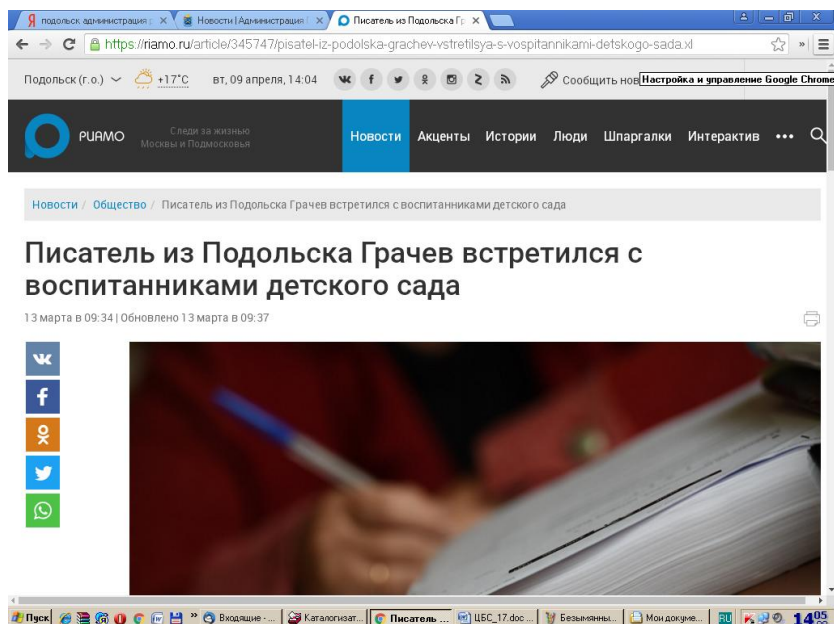 подольск администрация
Новости | Администрация
Писатель из Подольска Гр
https://riamo.ru/article/345747/pisatel-iz-podolska-grachev-vstretilsya-s-vospitannikami-detskogo-sada.xl
Подольск (г.о.) +17°C вт, 09 апреля, 14:04 Сообщить нов
Настройка и управление Google Chrome
РИАМО
Следи за жизнью
Москвы и Подмосковья
Новости Акценты Истории Люди Шпаргалки Интерактив
Новости / Общество / Писатель из Подольска Грачев встретился с воспитанниками детского сада
Писатель из Подольска Грачев встретился с
воспитанниками детского сада
13 марта в 09:34 | Обновлено 13 марта в 09:37
Пуск Входящие - ... Каталогизат... Писатель ... ЦБС_17.doc ... Безымянны... Мои докуме... RU 14:05